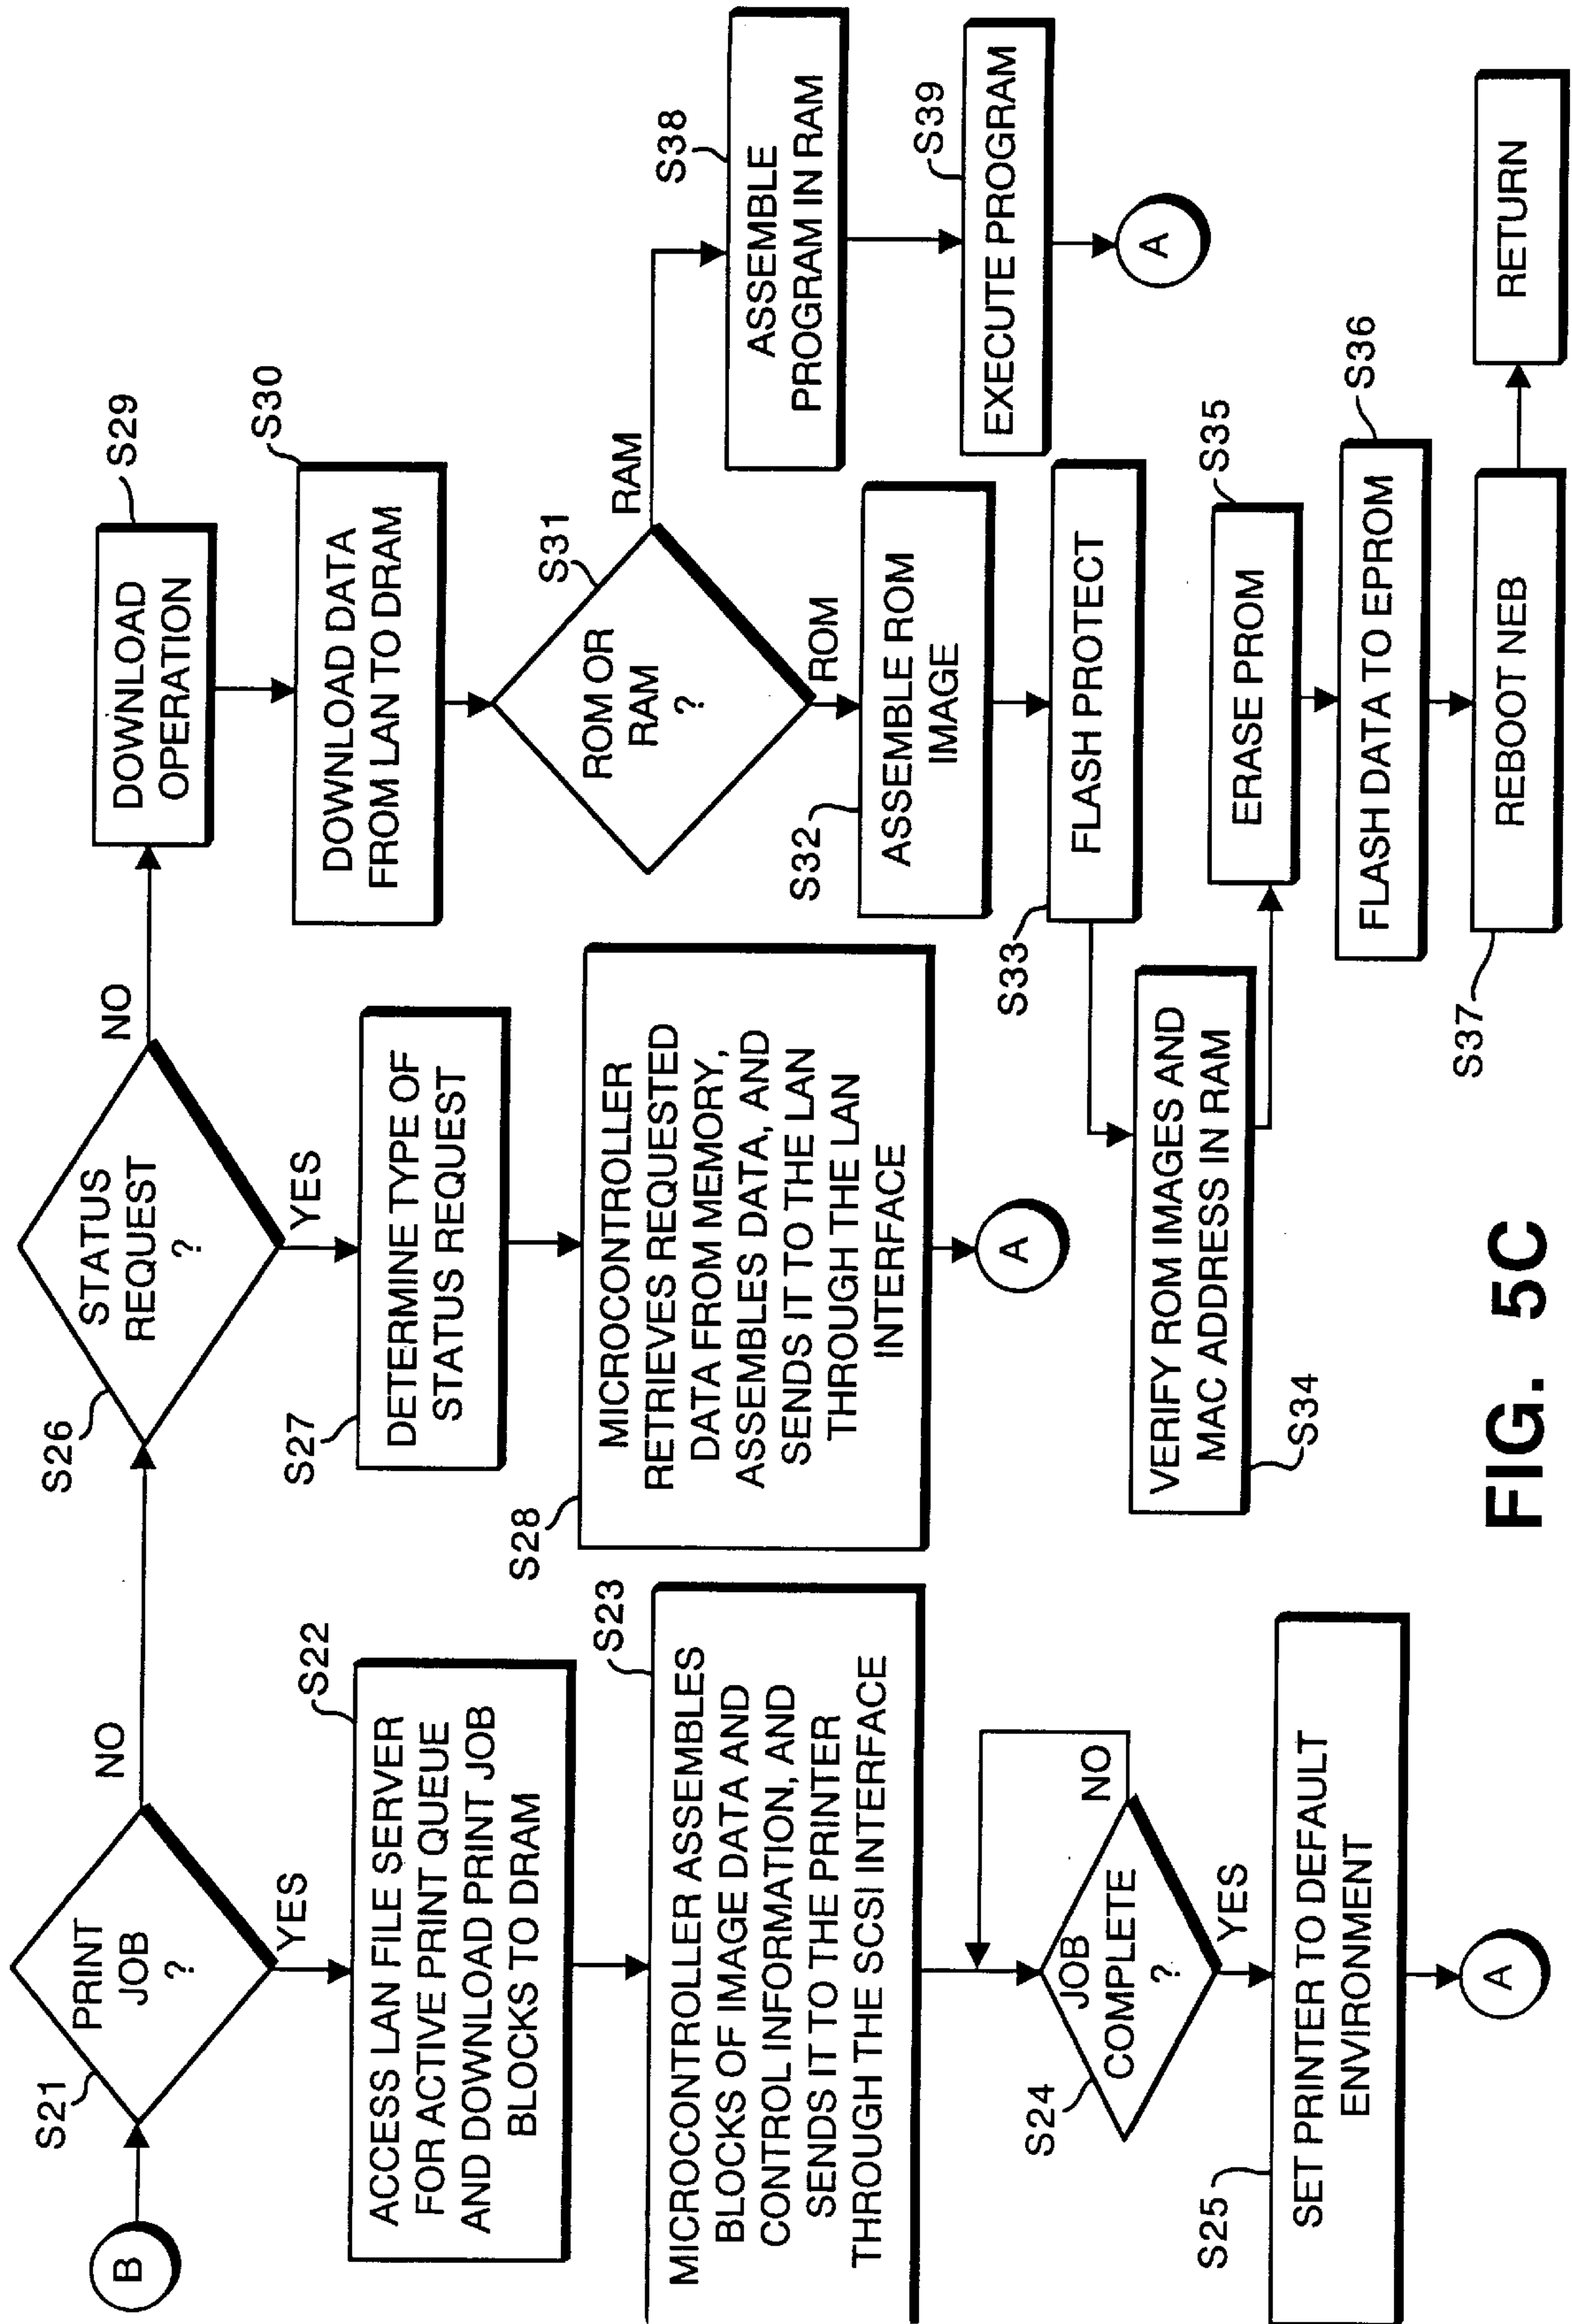 B
S21
PRINT
JOB
?
NO
YES
S22
ACCESS LAN FILE SERVER
FOR ACTIVE PRINT QUEUE
AND DOWNLOAD PRINT JOB
BLOCKS TO DRAM
S23
MICROCONTROLLER ASSEMBLES
BLOCKS OF IMAGE DATA AND
CONTROL INFORMATION, AND
SENDS IT TO THE PRINTER
THROUGH THE SCSI INTERFACE
S24
JOB
COMPLETE
?
NO
YES
S25
SET PRINTER TO DEFAULT
ENVIRONMENT
A
S26
STATUS
REQUEST
?
NO
YES
S27
DETERMINE TYPE OF
STATUS REQUEST
S28
MICROCONTROLLER
RETRIEVES REQUESTED
DATA FROM MEMORY,
ASSEMBLES DATA, AND
SENDS IT TO THE LAN
THROUGH THE LAN
INTERFACE
A
S29
DOWNLOAD
OPERATION
S30
DOWNLOAD DATA
FROM LAN TO DRAM
S31
ROM OR
RAM
?
RAM
ROM
S32
ASSEMBLE ROM
IMAGE
S33
FLASH PROTECT
VERIFY ROM IMAGES AND
MAC ADDRESS IN RAM
S34
S35
ERASE PROM
S36
FLASH DATA TO EPROM
S37
REBOOT NEB
RETURN
S38
ASSEMBLE
PROGRAM IN RAM
S39
EXECUTE PROGRAM
A
FIG. 5C